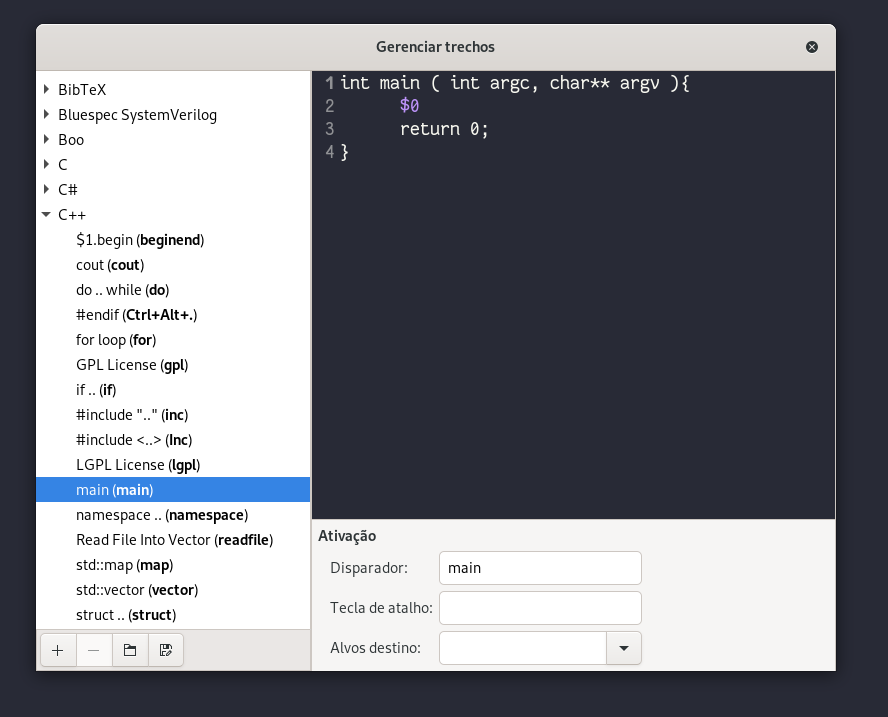 Gerenciar trechos
BibTeX
Bluespec SystemVerilog
Boo
C
C#
C++
$1.begin (beginend)
cout (cout)
do .. while (do)
#endif (Ctrl+Alt+.)
for loop (for)
GPL License (gpl)
if .. (if)
#include ".." (inc)
#include <..> (Inc)
LGPL License (lgpl)
main (main)
namespace .. (namespace)
Read File Into Vector (readfile)
std::map (map)
std::vector (vector)
struct .. (struct)
1 int main ( int argc, char** argv ){
2 $0
3 return 0;
4 }
Ativação
Disparador: main
Tecla de atalho:
Alvos destino: